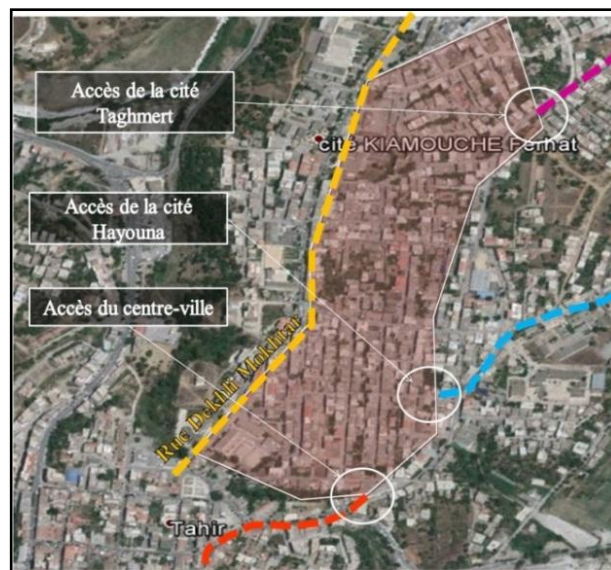 Accès de la cité
Taghmert
cité KIAMOUCHE Ferhat
Accès de la cité
Hayouna
Accès du centre-ville
Rue Dekhli Mokhtar
Tahir